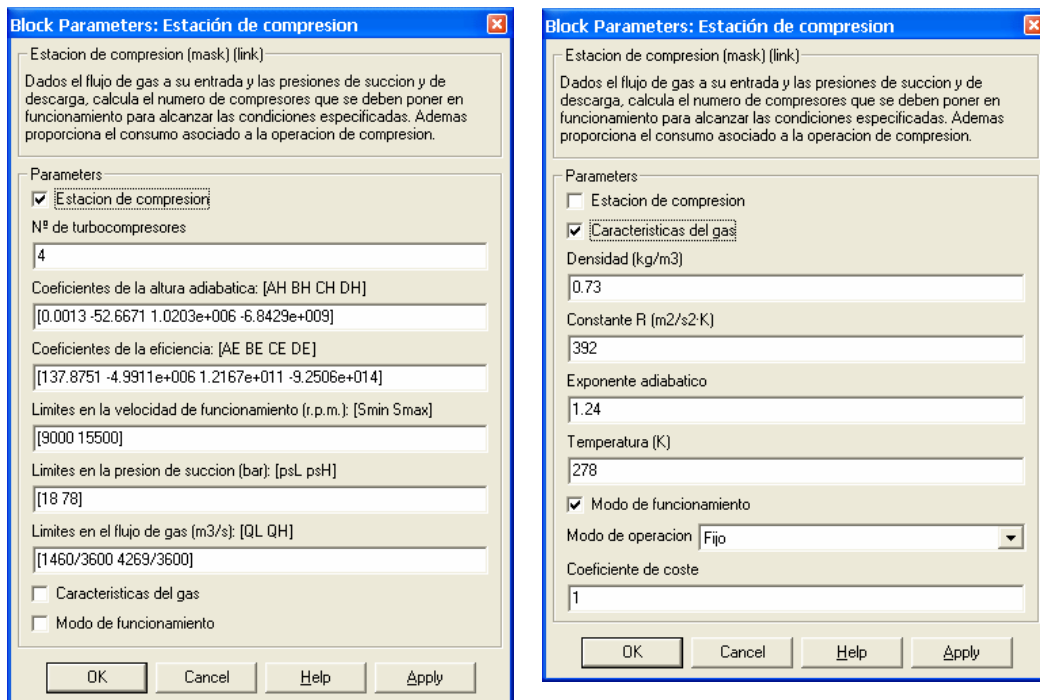 Block Parameters: Estación de compresion
Estacion de compresion (mask) (link)
Dados el flujo de gas a su entrada y las presiones de succion y de
descarga, calcula el numero de compresores que se deben poner en
funcionamiento para alcanzar las condiciones especificadas. Ademas
proporciona el consumo asociado a la operacion de compresion.
Parameters
Estacion de compresion
Nº de turbocompresores
4
Coeficientes de la altura adiabatica: [AH BH CH DH]
[0.0013 -52.6671 1.0203e+006 -6.8429e+009]
Coeficientes de la eficiencia: [AE BE CE DE]
[137.8751 -4.9911e+006 1.2167e+011 -9.2506e+014]
Limites en la velocidad de funcionamiento (r.p.m.): [Smin Smax]
[9000 15500]
Limites en la presion de succion (bar): [psL psH]
[18 78]
Limites en el flujo de gas (m3/s): [QL QH]
[1460/3600 4269/3600]
Caracteristicas del gas
Modo de funcionamiento
OK Cancel Help Apply
Block Parameters: Estación de compresion
Estacion de compresion (mask) (link)
Dados el flujo de gas a su entrada y las presiones de succion y de
descarga, calcula el numero de compresores que se deben poner en
funcionamiento para alcanzar las condiciones especificadas. Ademas
proporciona el consumo asociado a la operacion de compresion.
Parameters
Estacion de compresion
Caracteristicas del gas
Densidad (kg/m3)
0.73
Constante R (m2/s2·K)
392
Exponente adiabatico
1.24
Temperatura (K)
278
Modo de funcionamiento
Modo de operacion Fijo
Coeficiente de coste
1
OK Cancel Help Apply